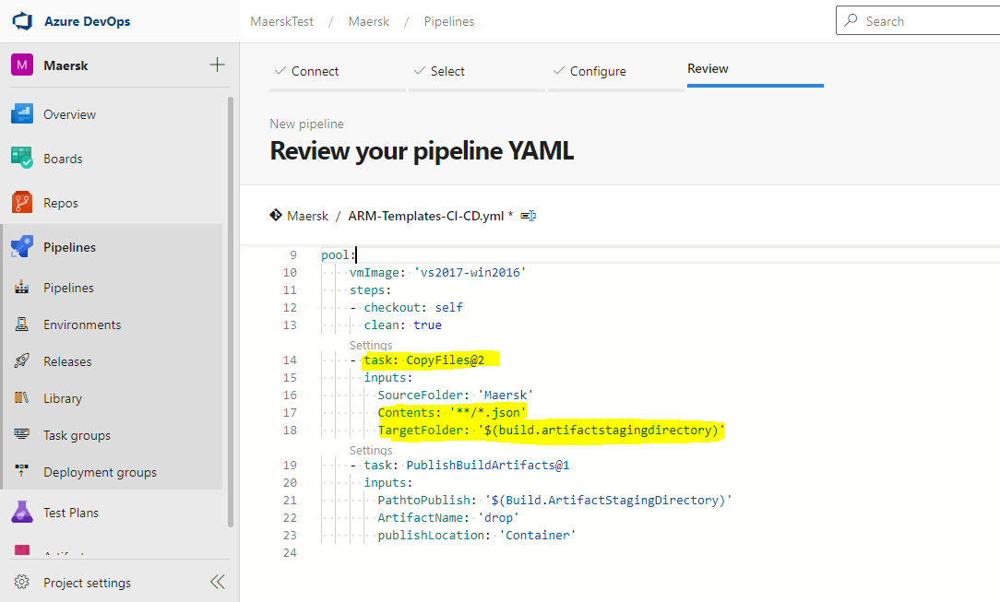 Azure DevOps
MaerskTest / Maersk / Pipelines
Search
M Maersk
Overview
Boards
Repos
Pipelines
Pipelines
Environments
Releases
Library
Task groups
Deployment groups
Test Plans
Project settings
Connect
Select
Configure
Review
New pipeline
Review your pipeline YAML
Maersk / ARM-Templates-CI-CD.yml *
9 pool:
10 vmImage: 'vs2017-win2016'
11 steps:
12 - checkout: self
13 clean: true
Settings
14 - task: CopyFiles@2
15 inputs:
16 SourceFolder: 'Maersk'
17 Contents: '**/*.json'
18 TargetFolder: '$(build.artifactstagingdirectory)'
Settings
19 - task: PublishBuildArtifacts@1
20 inputs:
21 PathtoPublish: '$(Build.ArtifactStagingDirectory)'
22 ArtifactName: 'drop'
23 publishLocation: 'Container'
24